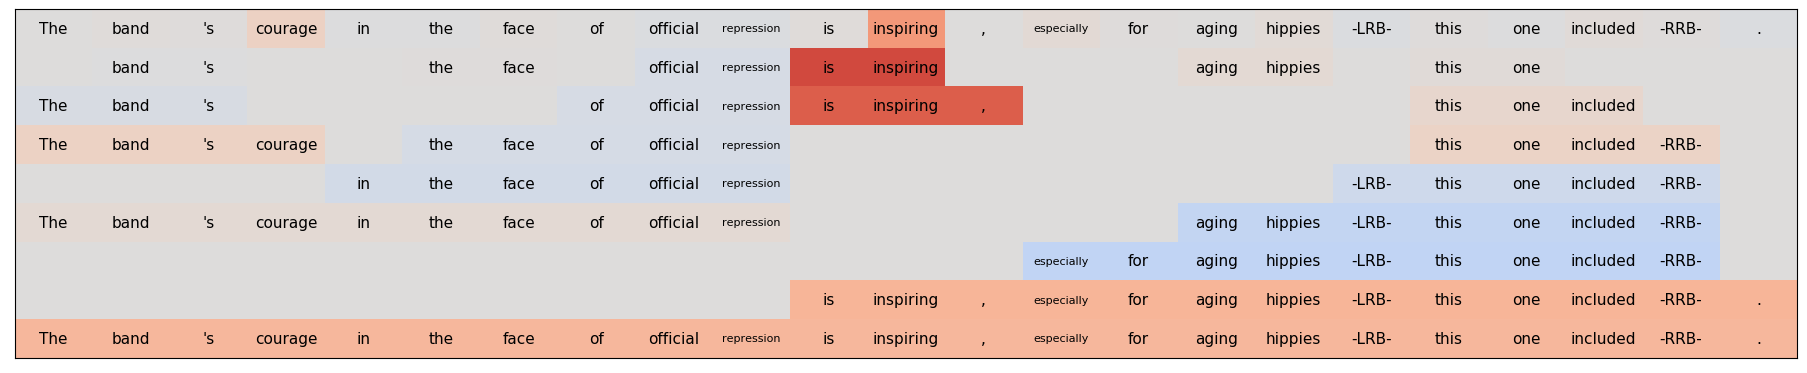 The band 's courage in the face of official repression is inspiring , especially for aging hippies -LRB- this one included -RRB- .
band 's the face official repression is inspiring aging hippies this one
The band 's of official repression is inspiring , this one included
The band 's courage the face of official repression this one included -RRB-
in the face of official repression -LRB- this one included -RRB-
The band 's courage in the face of official repression aging hippies -LRB- this one included -RRB-
especially for aging hippies -LRB- this one included -RRB-
is inspiring , especially for aging hippies -LRB- this one included -RRB- .
The band 's courage in the face of official repression is inspiring , especially for aging hippies -LRB- this one included -RRB- .